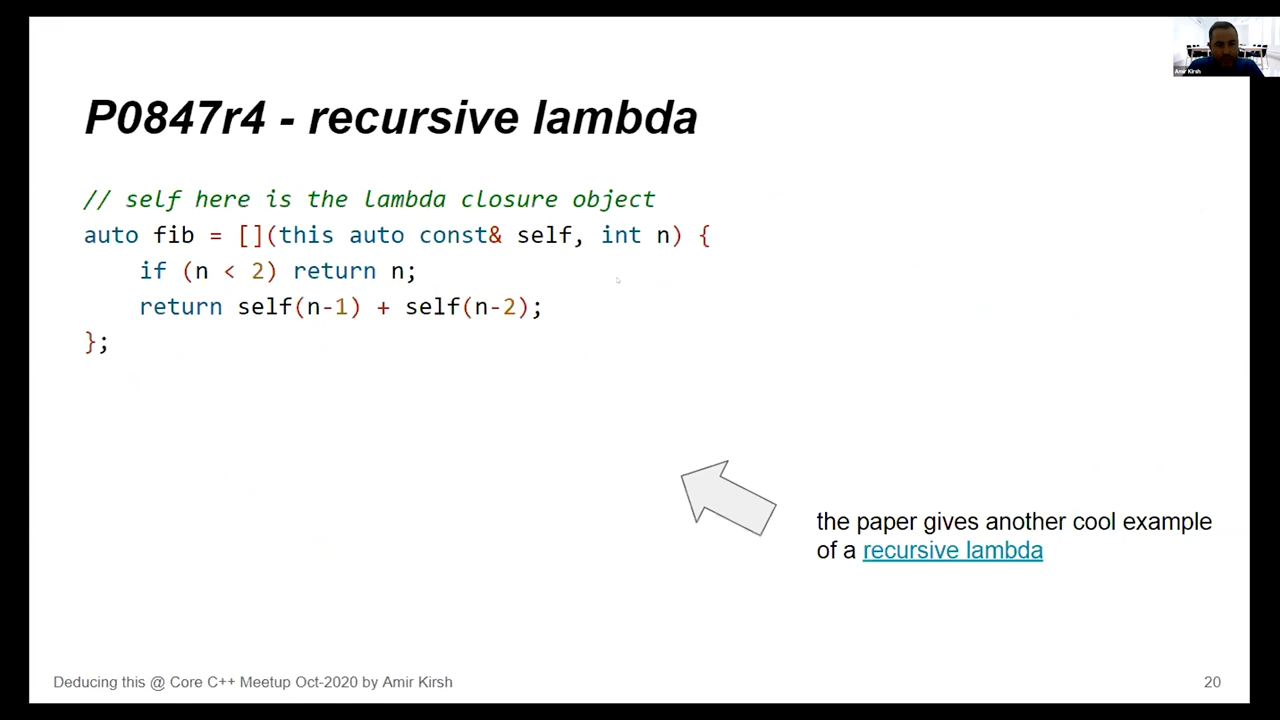 Amir Kirsh
P0847r4 - recursive lambda
// self here is the lambda closure object
auto fib = [](this auto const& self, int n) {
    if (n < 2) return n;
    return self(n-1) + self(n-2);
};
the paper gives another cool example
of a recursive lambda
Deducing this @ Core C++ Meetup Oct-2020 by Amir Kirsh
20